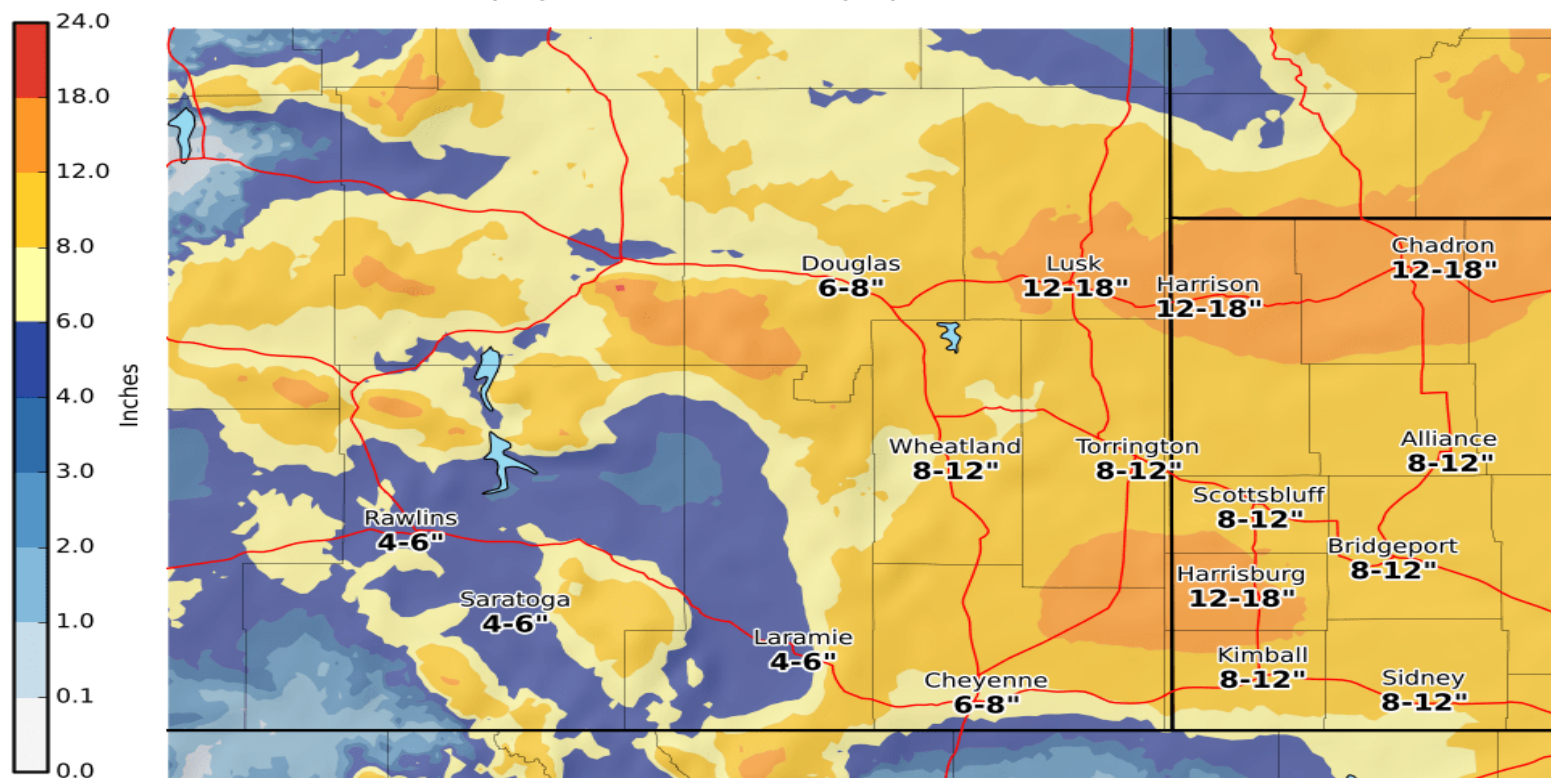 24.0
18.0
12.0
8.0
6.0
4.0
3.0
2.0
1.0
0.1
0.0
Inches
Douglas
6-8"
Lusk
12-18"
Harrison
12-18"
Chadron
12-18"
Wheatland
8-12"
Torrington
8-12"
Alliance
8-12"
Scottsbluff
8-12"
Rawlins
4-6"
Bridgeport
8-12"
Harrisburg
12-18"
Saratoga
4-6"
Laramie
4-6"
Cheyenne
6-8"
Kimball
8-12"
Sidney
8-12"